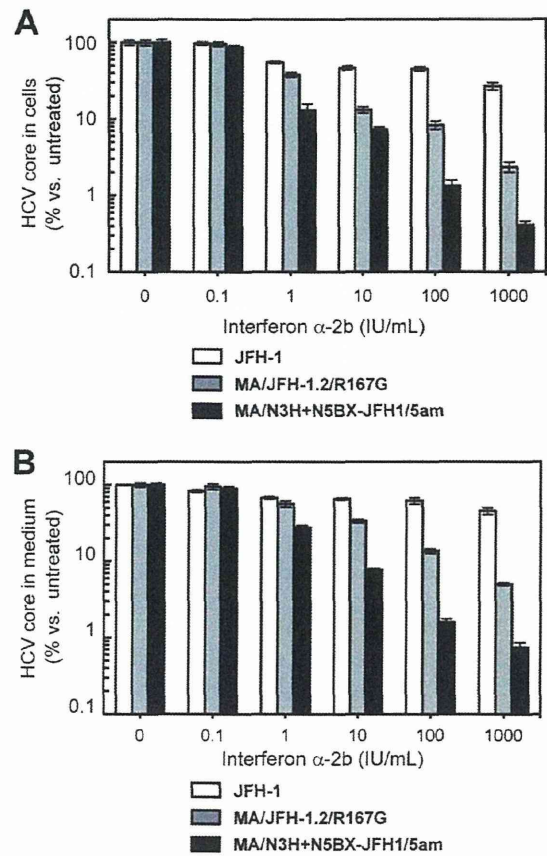 A
HCV core in cells
(% vs. untreated)
100
10
1
0.1
0 0.1 1 10 100 1000
Interferon α-2b (IU/mL)
JFH-1
MA/JFH-1.2/R167G
MA/N3H+N5BX-JFH1/5am
B
HCV core in medium
(% vs. untreated)
100
10
1
0.1
0 0.1 1 10 100 1000
Interferon α-2b (IU/mL)
JFH-1
MA/JFH-1.2/R167G
MA/N3H+N5BX-JFH1/5am